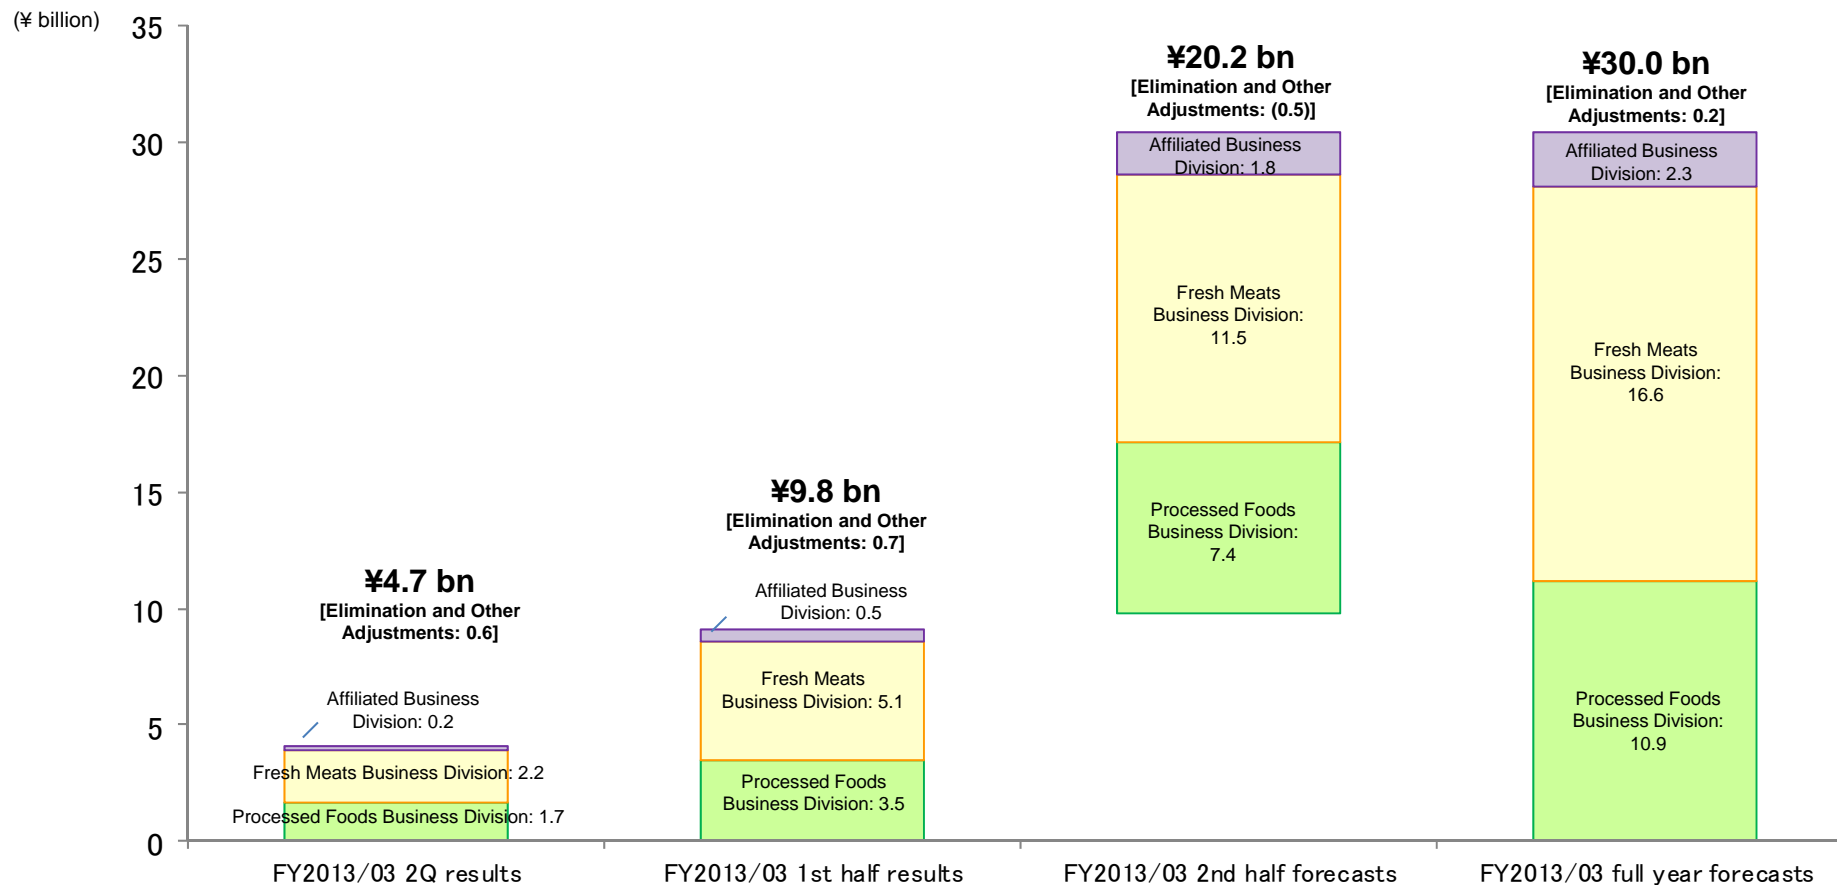 (¥ billion)
35
30
25
20
15
10
5
0
¥4.7 bn
[Elimination and Other
Adjustments: 0.6]
Affiliated Business
Division: 0.2
Fresh Meats Business Division: 2.2
Processed Foods Business Division: 1.7
¥9.8 bn
[Elimination and Other
Adjustments: 0.7]
Affiliated Business
Division: 0.5
Fresh Meats
Business Division: 5.1
Processed Foods
Business Division: 3.5
¥20.2 bn
[Elimination and Other
Adjustments: (0.5)]
Affiliated Business
Division: 1.8
Fresh Meats
Business Division:
11.5
Processed Foods
Business Division:
7.4
¥30.0 bn
[Elimination and Other
Adjustments: 0.2]
Affiliated Business
Division: 2.3
Fresh Meats
Business Division:
16.6
Processed Foods
Business Division:
10.9
FY2013/03 2Q results
FY2013/03 1st half results
FY2013/03 2nd half forecasts
FY2013/03 full year forecasts